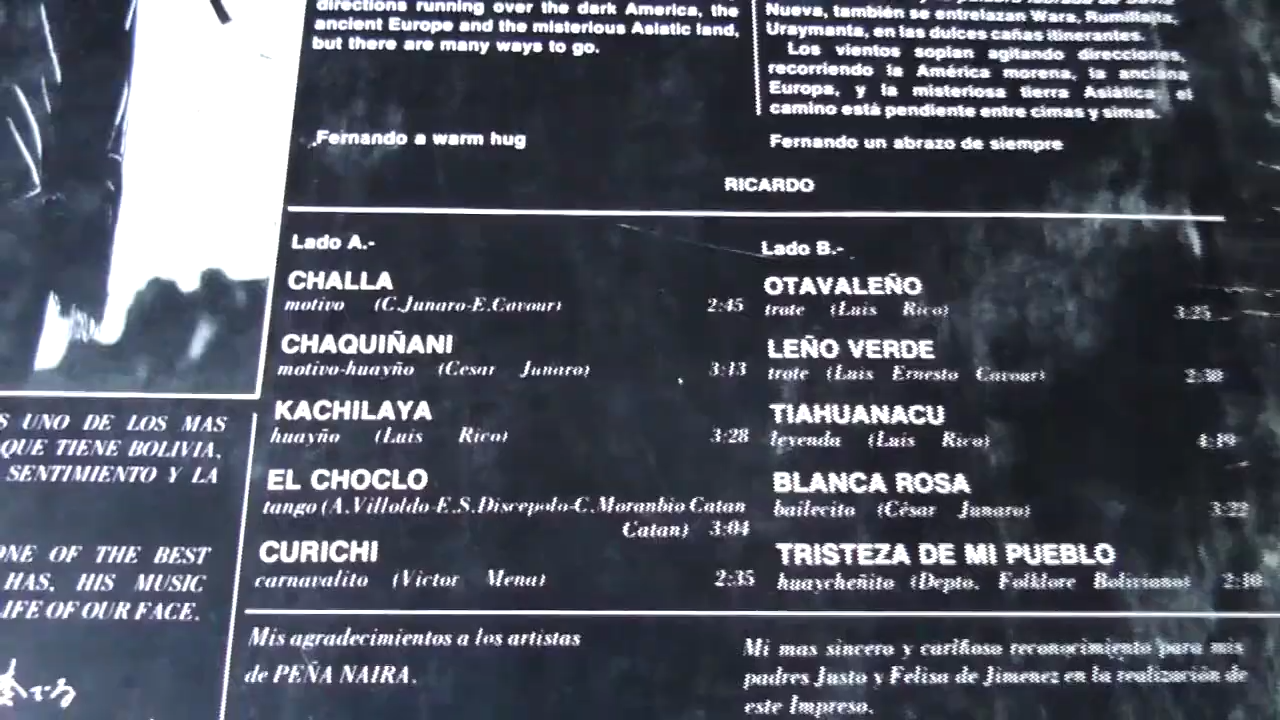 directions running over the dark America, the
ancient Europe and the misterious Asiatic land,
but there are many ways to go.
Fernando a warm hug
Nueva, también se entrelazan Wara, Rumillajta,
Uraymanta, en las dulces cañas itinerantes.
Los vientos soplan agitando direcciones,
recorriendo la América morena, la anciana
Europa, y la misteriosa tierra Asiática, el
camino está pendiente entre cimas y simas.
Fernando un abrazo de siempre
RICARDO
Lado A.-
CHALLA
motivo (C.Junaro-E.Cavour) 2:45
CHAQUIÑANI
motivo-huayño (Cesar Junaro) 3:13
KACHILAYA
huayño (Luis Rico) 3:28
EL CHOCLO
tango (A.Villoldo-E.S.Discepolo-C.Moranbio Catan
Catan) 3:04
CURICHI
carnavalito (Victor Mena) 2:35
Lado B.-
OTAVALEÑO
trote (Luis Rico) 3:25
LEÑO VERDE
trote (Luis Ernesto Cavour) 2:30
TIAHUANACU
leyenda (Luis Rico) 4:19
BLANCA ROSA
bailecito (César Junaro) 3:22
TRISTEZA DE MI PUEBLO
huaycheñito (Depto. Folklore Boliviano)
S UNO DE LOS MAS
QUE TIENE BOLIVIA,
SENTIMIENTO Y LA
ONE OF THE BEST
HAS, HIS MUSIC
LIFE OF OUR FACE.
Mis agradecimientos a los artistas
de PEÑA NAIRA.
Mi mas sincero y cariñoso reconocimiento para mis
padres Justo y Felisa de Jimenez en la realización de
este Impreso.